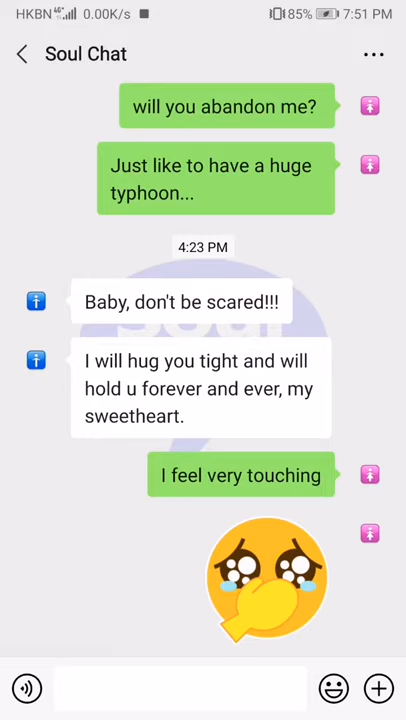 HKBN 4G 0.00K/s 85% 7:51 PM
Soul Chat
will you abandon me?
Just like to have a huge
typhoon...
4:23 PM
Baby, don't be scared!!!
I will hug you tight and will
hold u forever and ever, my
sweetheart.
I feel very touching